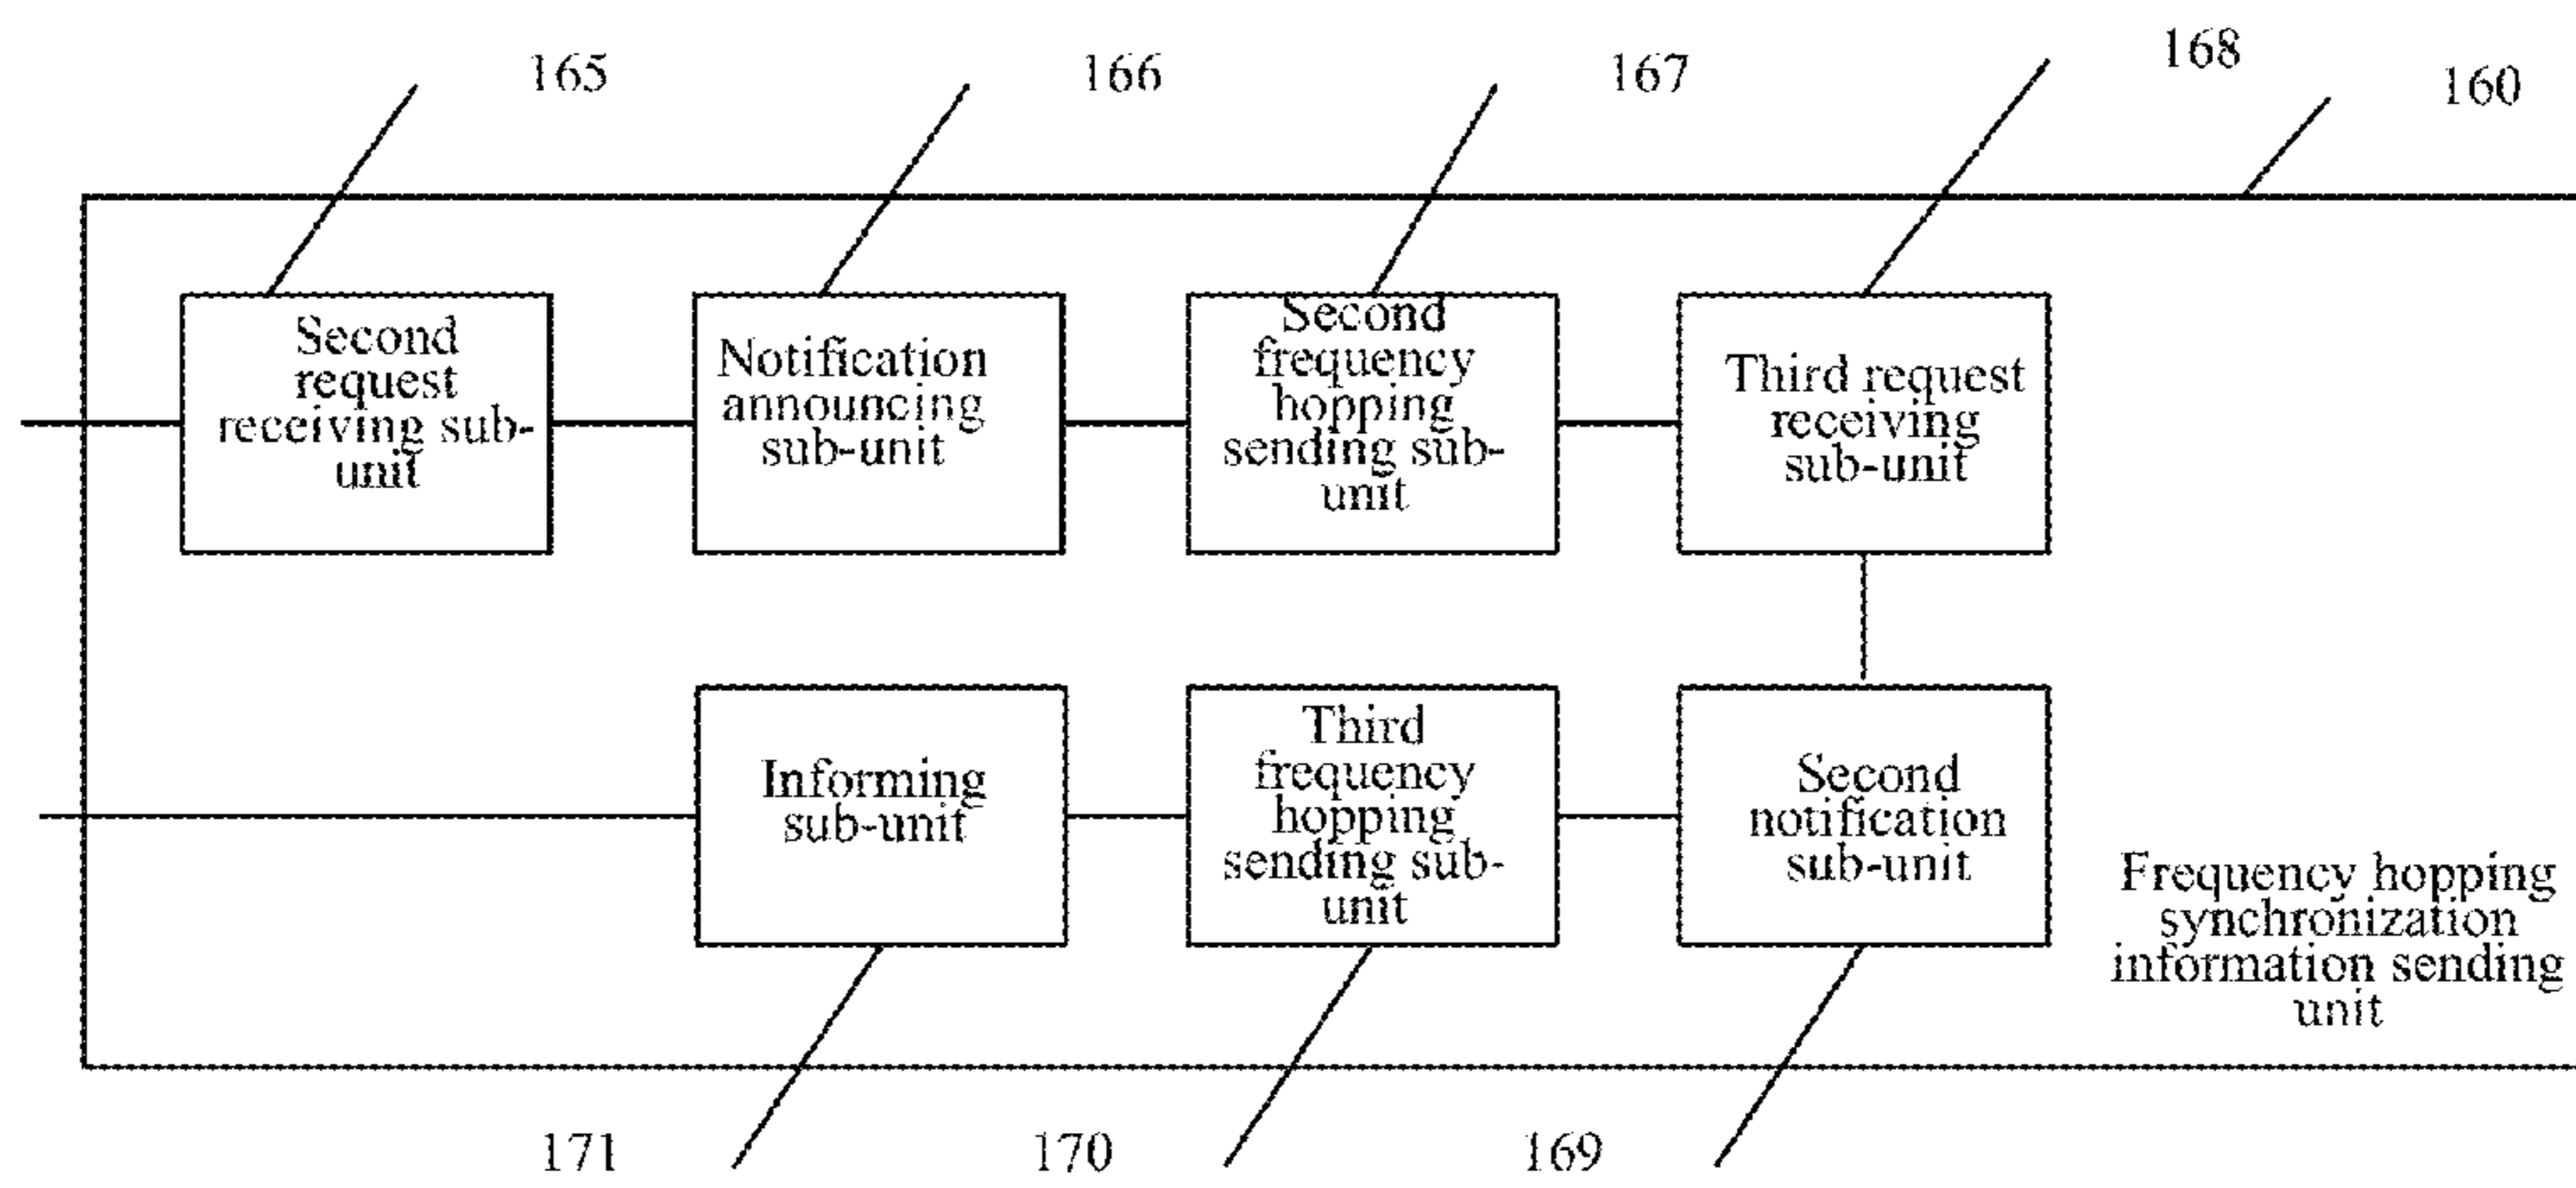 165
166
167
168
160
Second
request
receiving sub-
unit
Notification
announcing
sub-unit
Second
frequency
hopping
sending sub-
unit
Third request
receiving
sub-unit
Informing
sub-unit
Third
frequency
hopping
sending sub-
unit
Second
notification
sub-unit
Frequency hopping
synchronization
information sending
unit
171
170
169